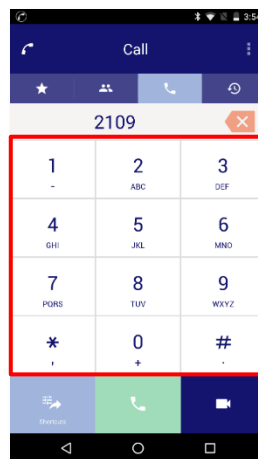 3:54
Call
2109
1 2 3
- ABC DEF
4 5 6
GHI JKL MNO
7 8 9
PQRS TUV WXYZ
* 0 #
, + .
Shortcuts